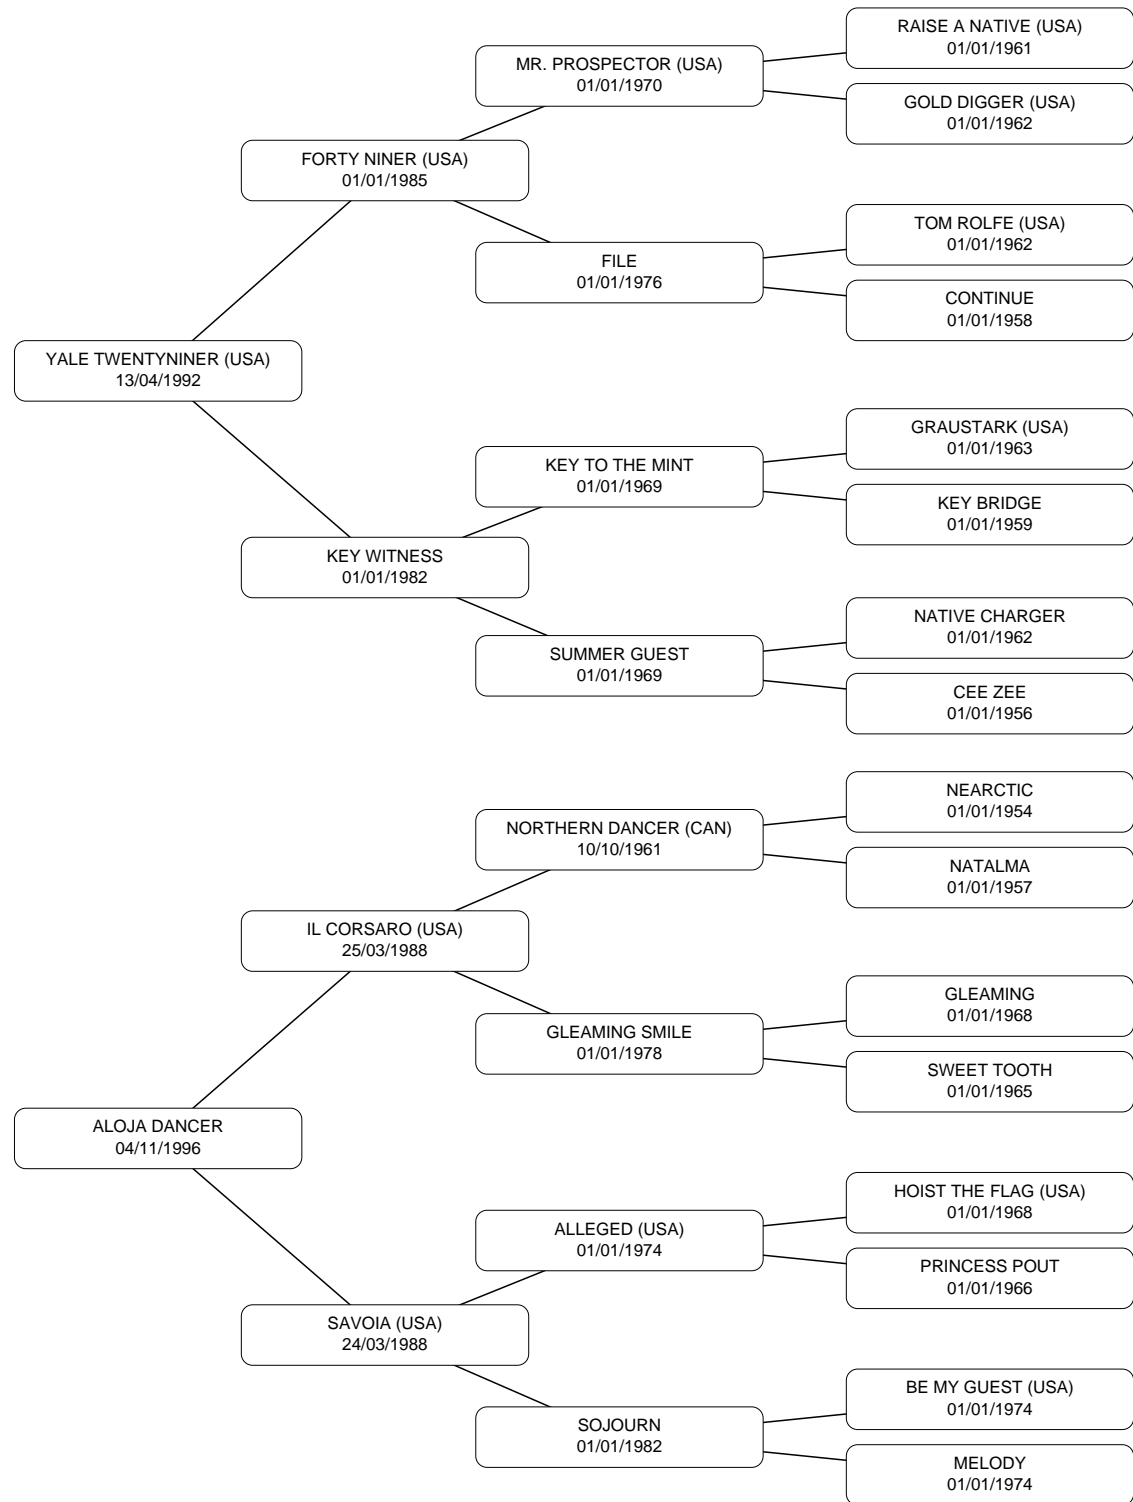 RAISE A NATIVE (USA)
01/01/1961
MR. PROSPECTOR (USA)
01/01/1970
GOLD DIGGER (USA)
01/01/1962
FORTY NINER (USA)
01/01/1985
TOM ROLFE (USA)
01/01/1962
FILE
01/01/1976
CONTINUE
01/01/1958
YALE TWENTYNINER (USA)
13/04/1992
GRAUSTARK (USA)
01/01/1963
KEY TO THE MINT
01/01/1969
KEY BRIDGE
01/01/1959
KEY WITNESS
01/01/1982
NATIVE CHARGER
01/01/1962
SUMMER GUEST
01/01/1969
CEE ZEE
01/01/1956
NEARCTIC
01/01/1954
NORTHERN DANCER (CAN)
10/10/1961
NATALMA
01/01/1957
IL CORSARO (USA)
25/03/1988
GLEAMING
01/01/1968
GLEAMING SMILE
01/01/1978
SWEET TOOTH
01/01/1965
ALOJA DANCER
04/11/1996
HOIST THE FLAG (USA)
01/01/1968
ALLEGED (USA)
01/01/1974
PRINCESS POUT
01/01/1966
SAVOIA (USA)
24/03/1988
BE MY GUEST (USA)
01/01/1974
SOJOURN
01/01/1982
MELODY
01/01/1974